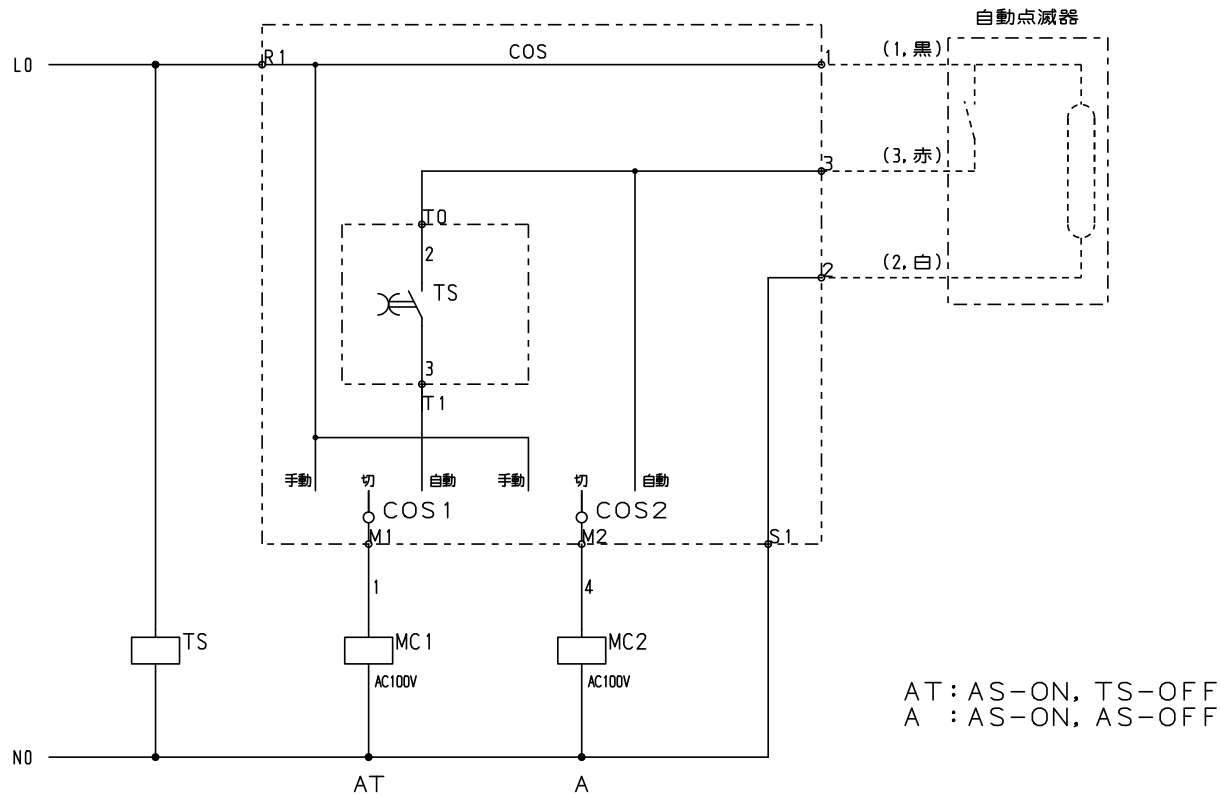 自動点滅器
L0
R1
COS
1
(1, 黒)
3
(3, 赤)
T0
2
TS
3
T1
2
(2, 白)
手動
切
自動
手動
切
自動
COS1
COS2
M1
M2
S1
1
4
TS
MC1
MC2
AC100V
AC100V
AT:AS-ON, TS-OFF
A :AS-ON, AS-OFF
N0
AT
A